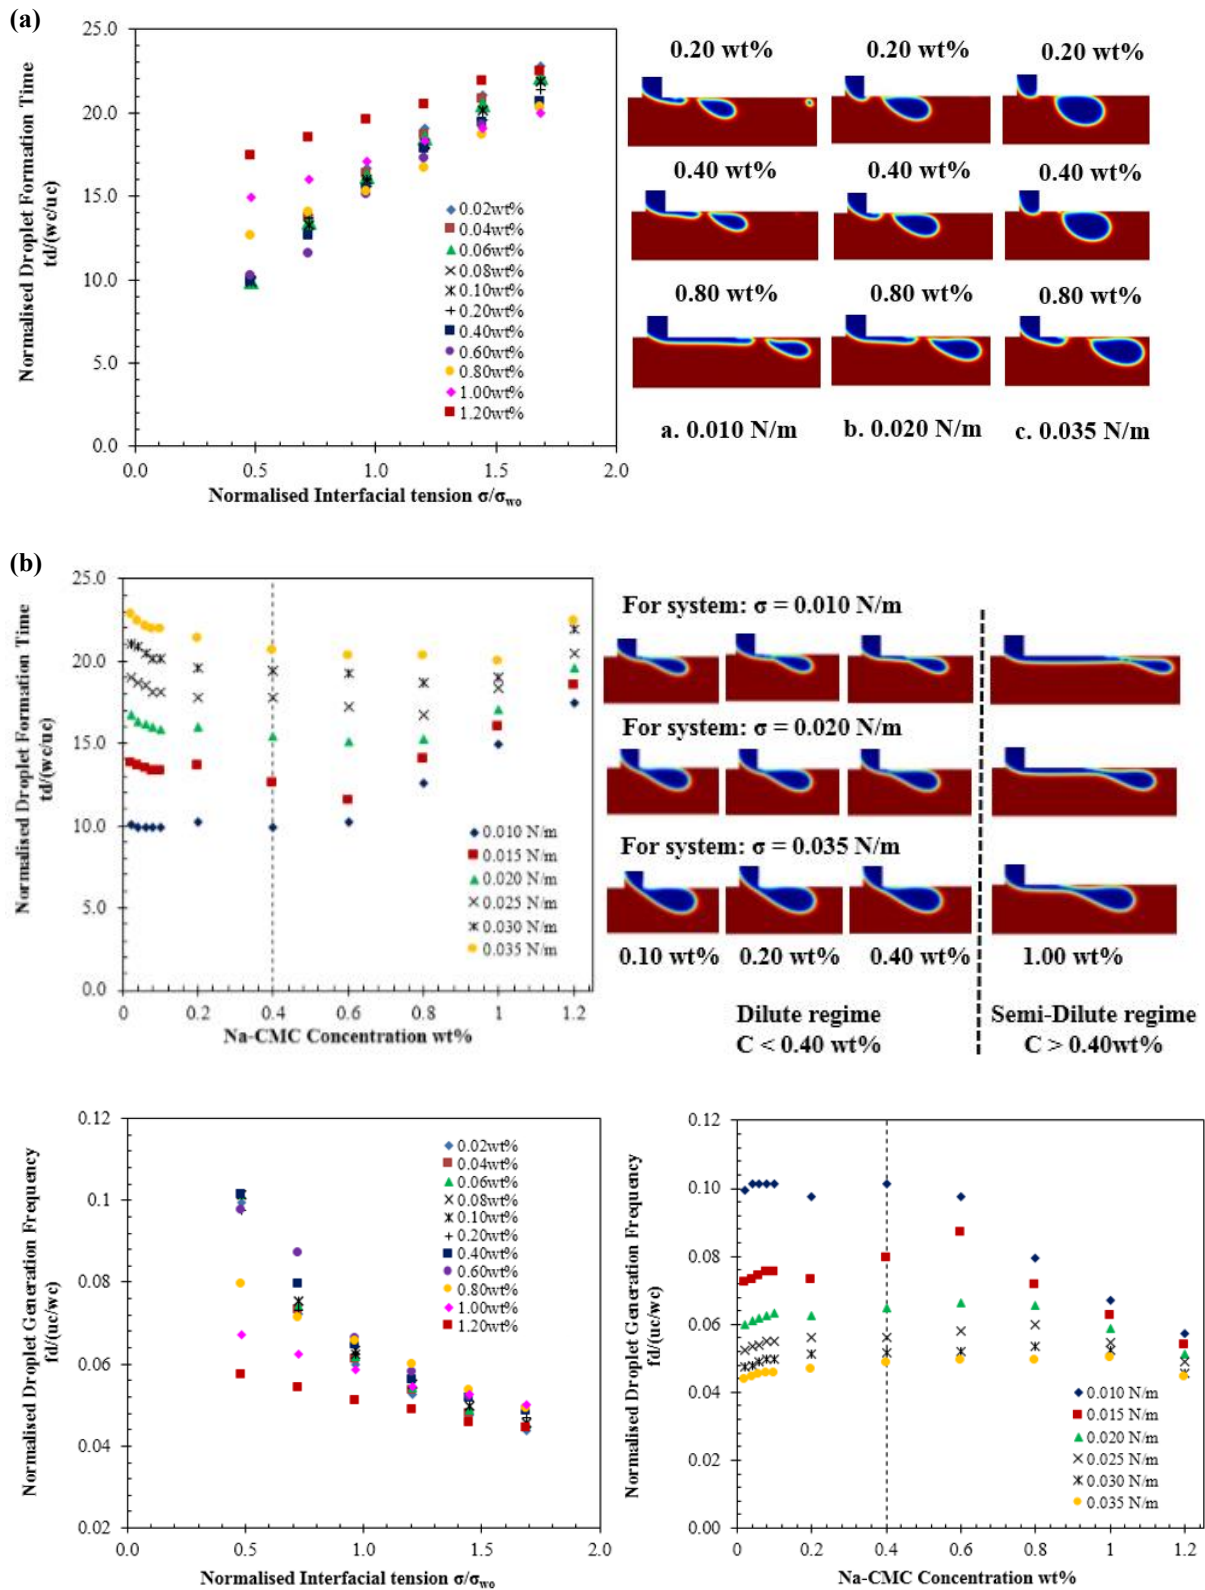 (a)
25.0
20.0
15.0
10.0
5.0
0.0
Normalised Droplet Formation Time
td/(wc/uc)
0.0 0.5 1.0 1.5 2.0
Normalised Interfacial tension σ/σwo
0.02wt%
0.04wt%
0.06wt%
0.08wt%
0.10wt%
0.20wt%
0.40wt%
0.60wt%
0.80wt%
1.00wt%
1.20wt%
0.20 wt% 0.20 wt% 0.20 wt%
0.40 wt% 0.40 wt% 0.40 wt%
0.80 wt% 0.80 wt% 0.80 wt%
a. 0.010 N/m b. 0.020 N/m c. 0.035 N/m
(b)
25.0
20.0
15.0
10.0
5.0
0.0
Normalised Droplet Formation Time
td/(wc/uc)
0 0.2 0.4 0.6 0.8 1 1.2
Na-CMC Concentration wt%
0.010 N/m
0.015 N/m
0.020 N/m
0.025 N/m
0.030 N/m
0.035 N/m
For system: σ = 0.010 N/m
For system: σ = 0.020 N/m
For system: σ = 0.035 N/m
0.10 wt% 0.20 wt% 0.40 wt% 1.00 wt%
Dilute regime Semi-Dilute regime
C < 0.40 wt% C > 0.40wt%
0.12
0.1
0.08
0.06
0.04
0.02
Normalised Droplet Generation Frequency
fd/(uc/wc)
0.0 0.5 1.0 1.5 2.0
Normalised Interfacial tension σ/σwo
0.02wt%
0.04wt%
0.06wt%
0.08wt%
0.10wt%
0.20wt%
0.40wt%
0.60wt%
0.80wt%
1.00wt%
1.20wt%
0.12
0.10
0.08
0.06
0.04
0.02
0.00
Normalised Droplet Generation Frequency
fd/(uc/wc)
0 0.2 0.4 0.6 0.8 1 1.2
Na-CMC Concentration wt%
0.010 N/m
0.015 N/m
0.020 N/m
0.025 N/m
0.030 N/m
0.035 N/m